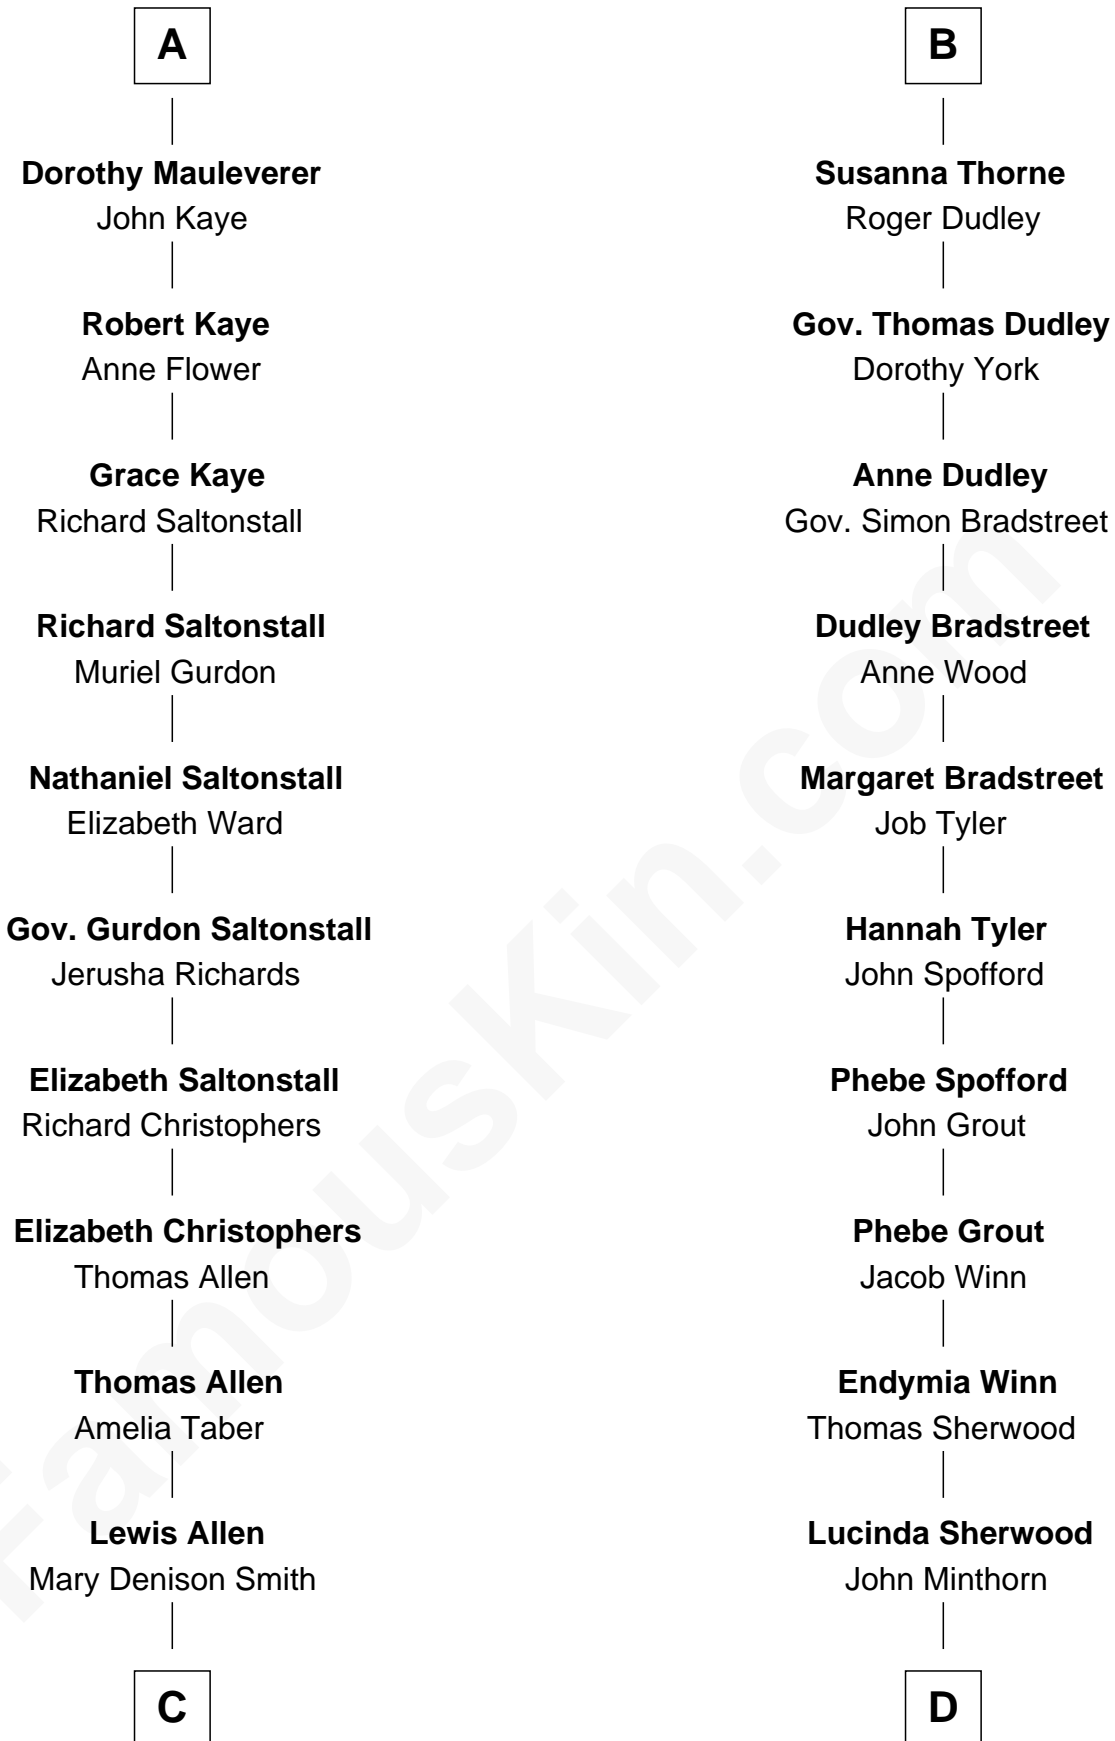 A
Dorothy Mauleverer
John Kaye
Robert Kaye
Anne Flower
Grace Kaye
Richard Saltonstall
Richard Saltonstall
Muriel Gurdon
Nathaniel Saltonstall
Elizabeth Ward
Gov. Gurdon Saltonstall
Jerusha Richards
Elizabeth Saltonstall
Richard Christophers
Elizabeth Christophers
Thomas Allen
Thomas Allen
Amelia Taber
Lewis Allen
Mary Denison Smith
C
B
Susanna Thorne
Roger Dudley
Gov. Thomas Dudley
Dorothy York
Anne Dudley
Gov. Simon Bradstreet
Dudley Bradstreet
Anne Wood
Margaret Bradstreet
Job Tyler
Hannah Tyler
John Spofford
Phebe Spofford
John Grout
Phebe Grout
Jacob Winn
Endymia Winn
Thomas Sherwood
Lucinda Sherwood
John Minthorn
D
FamousKin.com